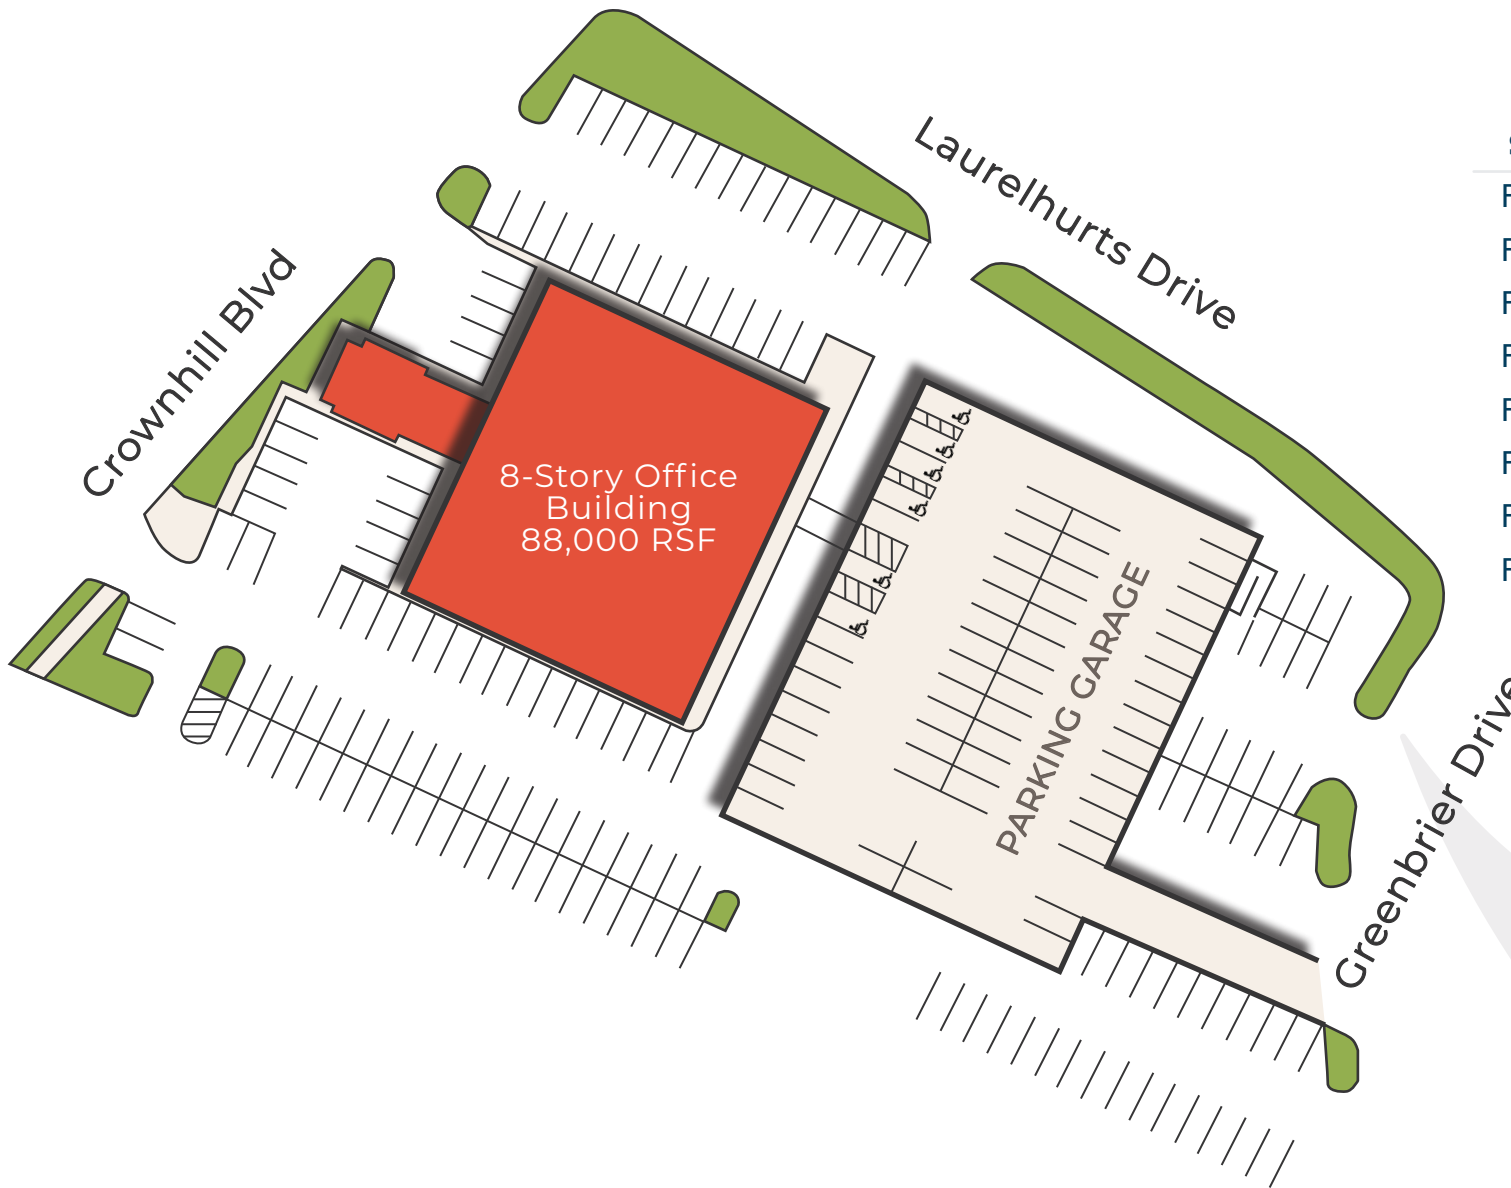 Laurelhurts Drive
Crownhill Blvd
8-Story Office
Building
88,000 RSF
PARKING GARAGE
Greenbrier Drive
F
F
F
F
F
F
F
F